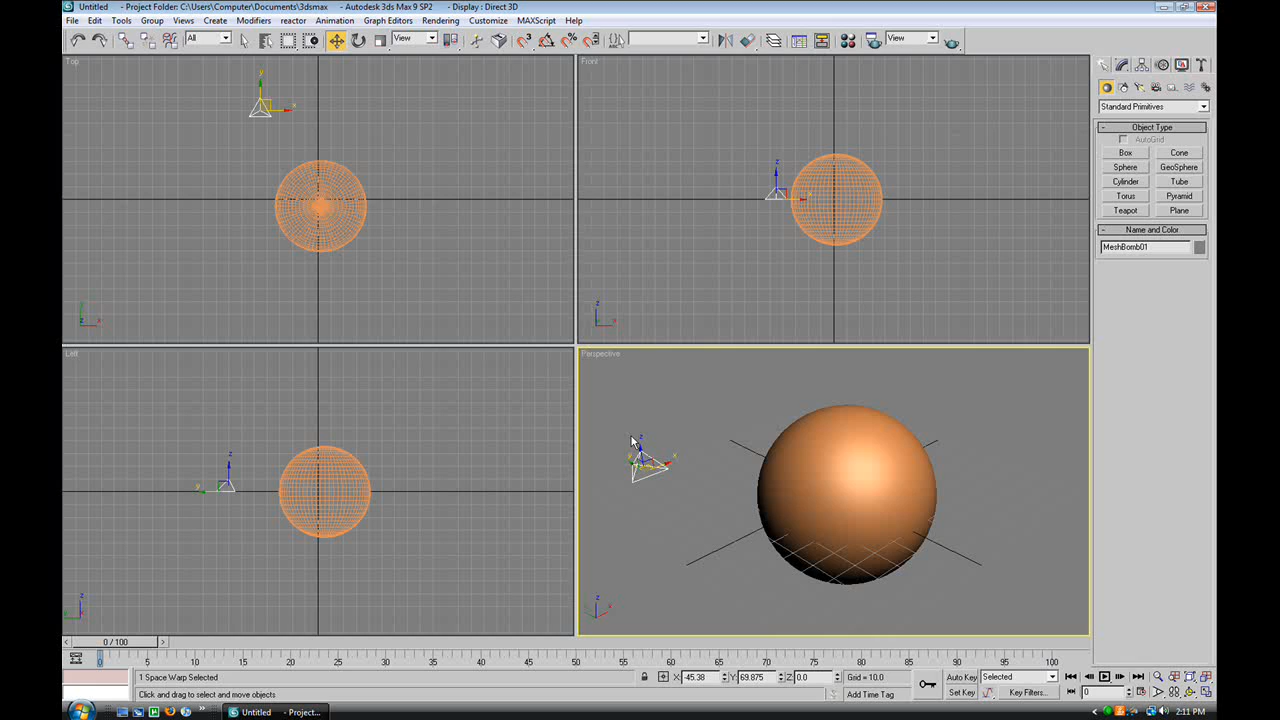 Untitled - Project Folder: C:\Users\Computer\Documents\3dsmax - Autodesk 3ds Max 9 SP2 - Display : Direct 3D
File Edit Tools Group Views Create Modifiers reactor Animation Graph Editors Rendering Customize MAXScript Help
All View View
Top
y
x
z x
Front
z
x
z
x
Standard Primitives
- Object Type
AutoGrid
Box Cone
Sphere GeoSphere
Cylinder Tube
Torus Pyramid
Teapot Plane
- Name and Color
MeshBomb01
Left
z
y
z
y
Perspective
z
y x
z
x
< 0 / 100 >
0 5 10 15 20 25 30 35 40 45 50 55 60 65 70 75 80 85 90 95 100
1 Space Warp Selected X: -45.38 Y: 69.875 Z: 0.0 Grid = 10.0 Auto Key Selected
Click and drag to select and move objects Add Time Tag Set Key Key Filters... 0
Untitled - Project... 2:11 PM